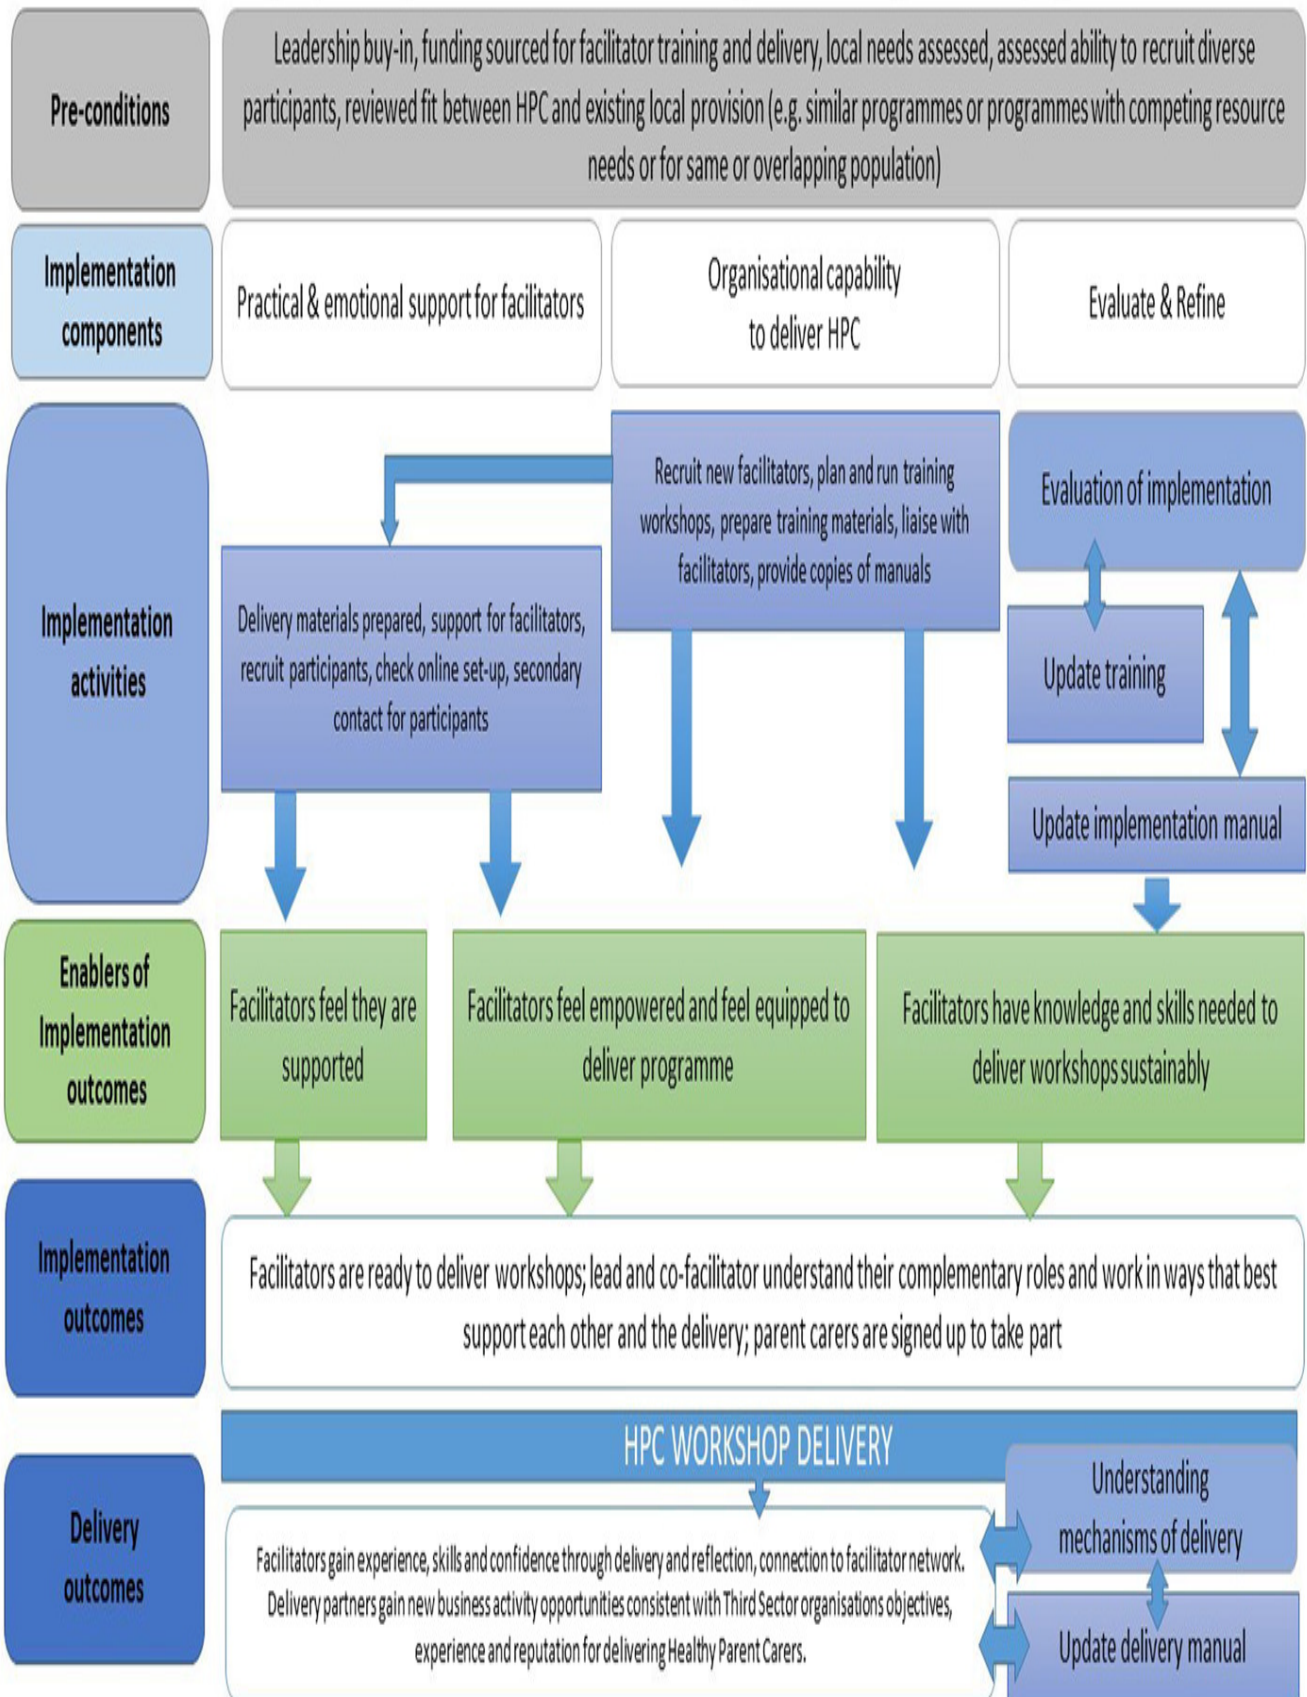 Pre-conditions
Leadership buy-in, funding sourced for facilitator training and delivery, local needs assessed, assessed ability to recruit diverse
participants, reviewed fit between HPC and existing local provision (e.g. similar programmes or programmes with competing resource
needs or for same or overlapping population)
Implementation
components
Practical & emotional support for facilitators
Organisational capability
to deliver HPC
Evaluate & Refine
Implementation
activities
Delivery materials prepared, support for facilitators,
recruit participants, check online set-up, secondary
contact for participants
Recruit new facilitators, plan and run training
workshops, prepare training materials, liaise with
facilitators, provide copies of manuals
Evaluation of implementation
Update training
Update implementation manual
Enablers of
Implementation
outcomes
Facilitators feel they are
supported
Facilitators feel empowered and feel equipped to
deliver programme
Facilitators have knowledge and skills needed to
deliver workshops sustainably
Implementation
outcomes
Facilitators are ready to deliver workshops; lead and co-facilitator understand their complementary roles and work in ways that best
support each other and the delivery; parent carers are signed up to take part
Delivery
outcomes
HPC WORKSHOP DELIVERY
Facilitators gain experience, skills and confidence through delivery and reflection, connection to facilitator network.
Delivery partners gain new business activity opportunities consistent with Third Sector organisations objectives,
experience and reputation for delivering Healthy Parent Carers.
Understanding
mechanisms of delivery
Update delivery manual